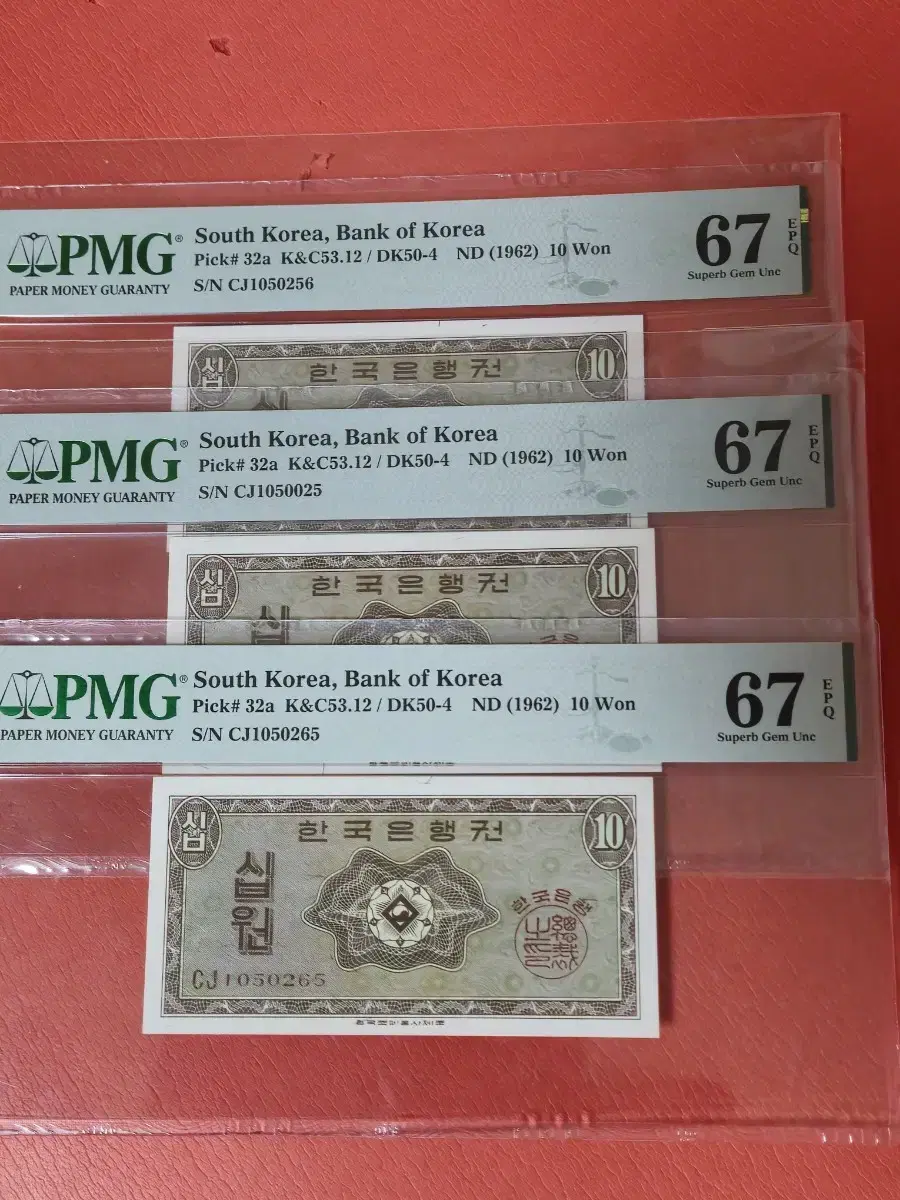 PMG®
PAPER MONEY GUARANTY
South Korea, Bank of Korea
Pick# 32a K&C53.12 / DK50-4 ND (1962) 10 Won
S/N CJ1050256
67
EPQ
Superb Gem Unc
십
한국은행권
10
PMG®
PAPER MONEY GUARANTY
South Korea, Bank of Korea
Pick# 32a K&C53.12 / DK50-4 ND (1962) 10 Won
S/N CJ1050025
67
EPQ
Superb Gem Unc
십
한국은행권
10
십
PMG®
PAPER MONEY GUARANTY
South Korea, Bank of Korea
Pick# 32a K&C53.12 / DK50-4 ND (1962) 10 Won
S/N CJ1050265
67
EPQ
Superb Gem Unc
십
한국은행권
10
십원
한국은행
CJ1050265